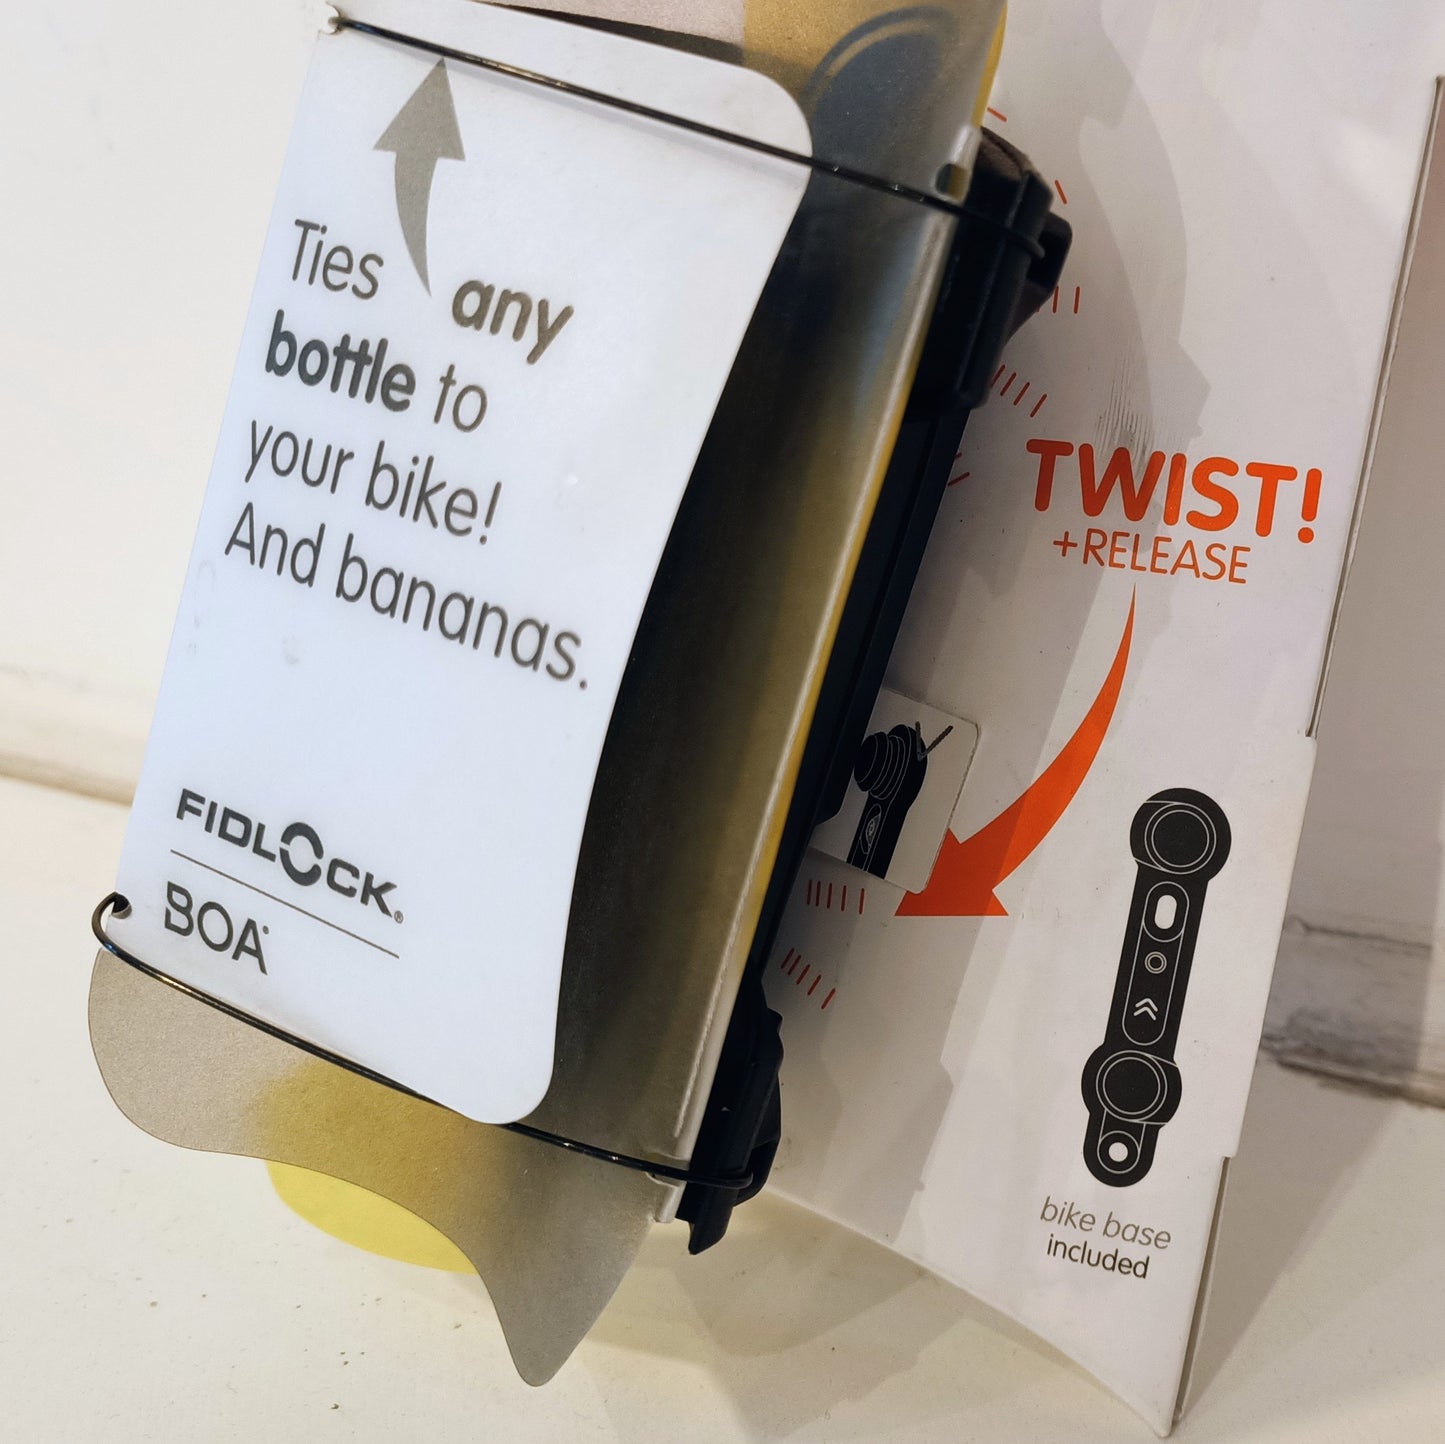 Ties any
bottle to
your bike!
And bananas.
FIDLOCK®
BOA
TWIST!
+RELEASE
bike base
included